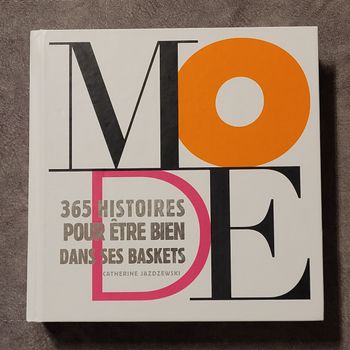 MO
DE
365 HISTOIRES
POUR ÊTRE BIEN
DANS SES BASKETS
CATHERINE JAZDZEWSKI